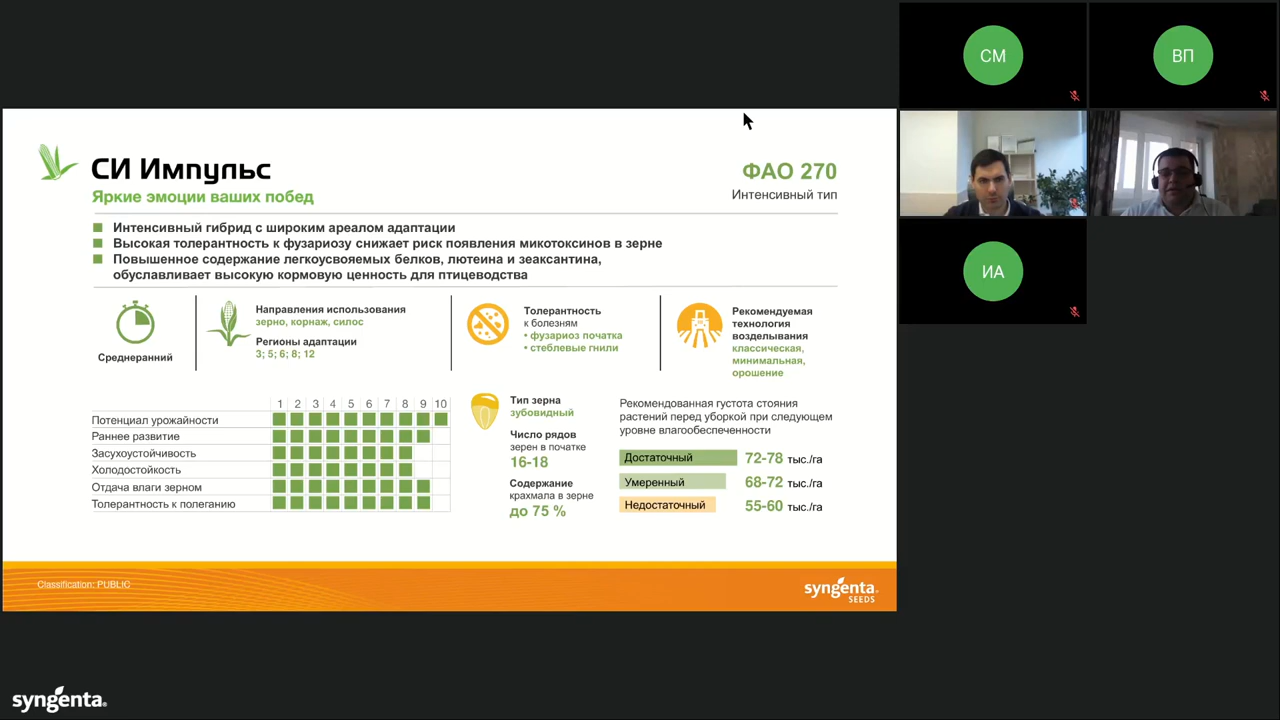 СМ
ВП
ИА
СИ Импульс
Яркие эмоции ваших побед
ФАО 270
Интенсивный тип
Интенсивный гибрид с широким ареалом адаптации
Высокая толерантность к фузариозу снижает риск появления микотоксинов в зерне
Повышенное содержание легкоусвояемых белков, лютеина и зеаксантина,
обуславливает высокую кормовую ценность для птицеводства
Среднеранний
Направления использования
зерно, корнаж, силос
Регионы адаптации
3; 5; 6; 8; 12
Толерантность
к болезням
• фузариоз початка
• стеблевые гнили
Рекомендуемая
технология
возделывания
классическая,
минимальная,
орошение
1 2 3 4 5 6 7 8 9 10
Потенциал урожайности
Раннее развитие
Засухоустойчивость
Холодостойкость
Отдача влаги зерном
Толерантность к полеганию
Тип зерна
зубовидный
Число рядов
зерен в початке
16-18
Содержание
крахмала в зерне
до 75 %
Рекомендованная густота стояния
растений перед уборкой при следующем
уровне влагообеспеченности
Достаточный 72-78 тыс./га
Умеренный 68-72 тыс./га
Недостаточный 55-60 тыс./га
Classification: PUBLIC
syngenta
SEEDS
syngenta